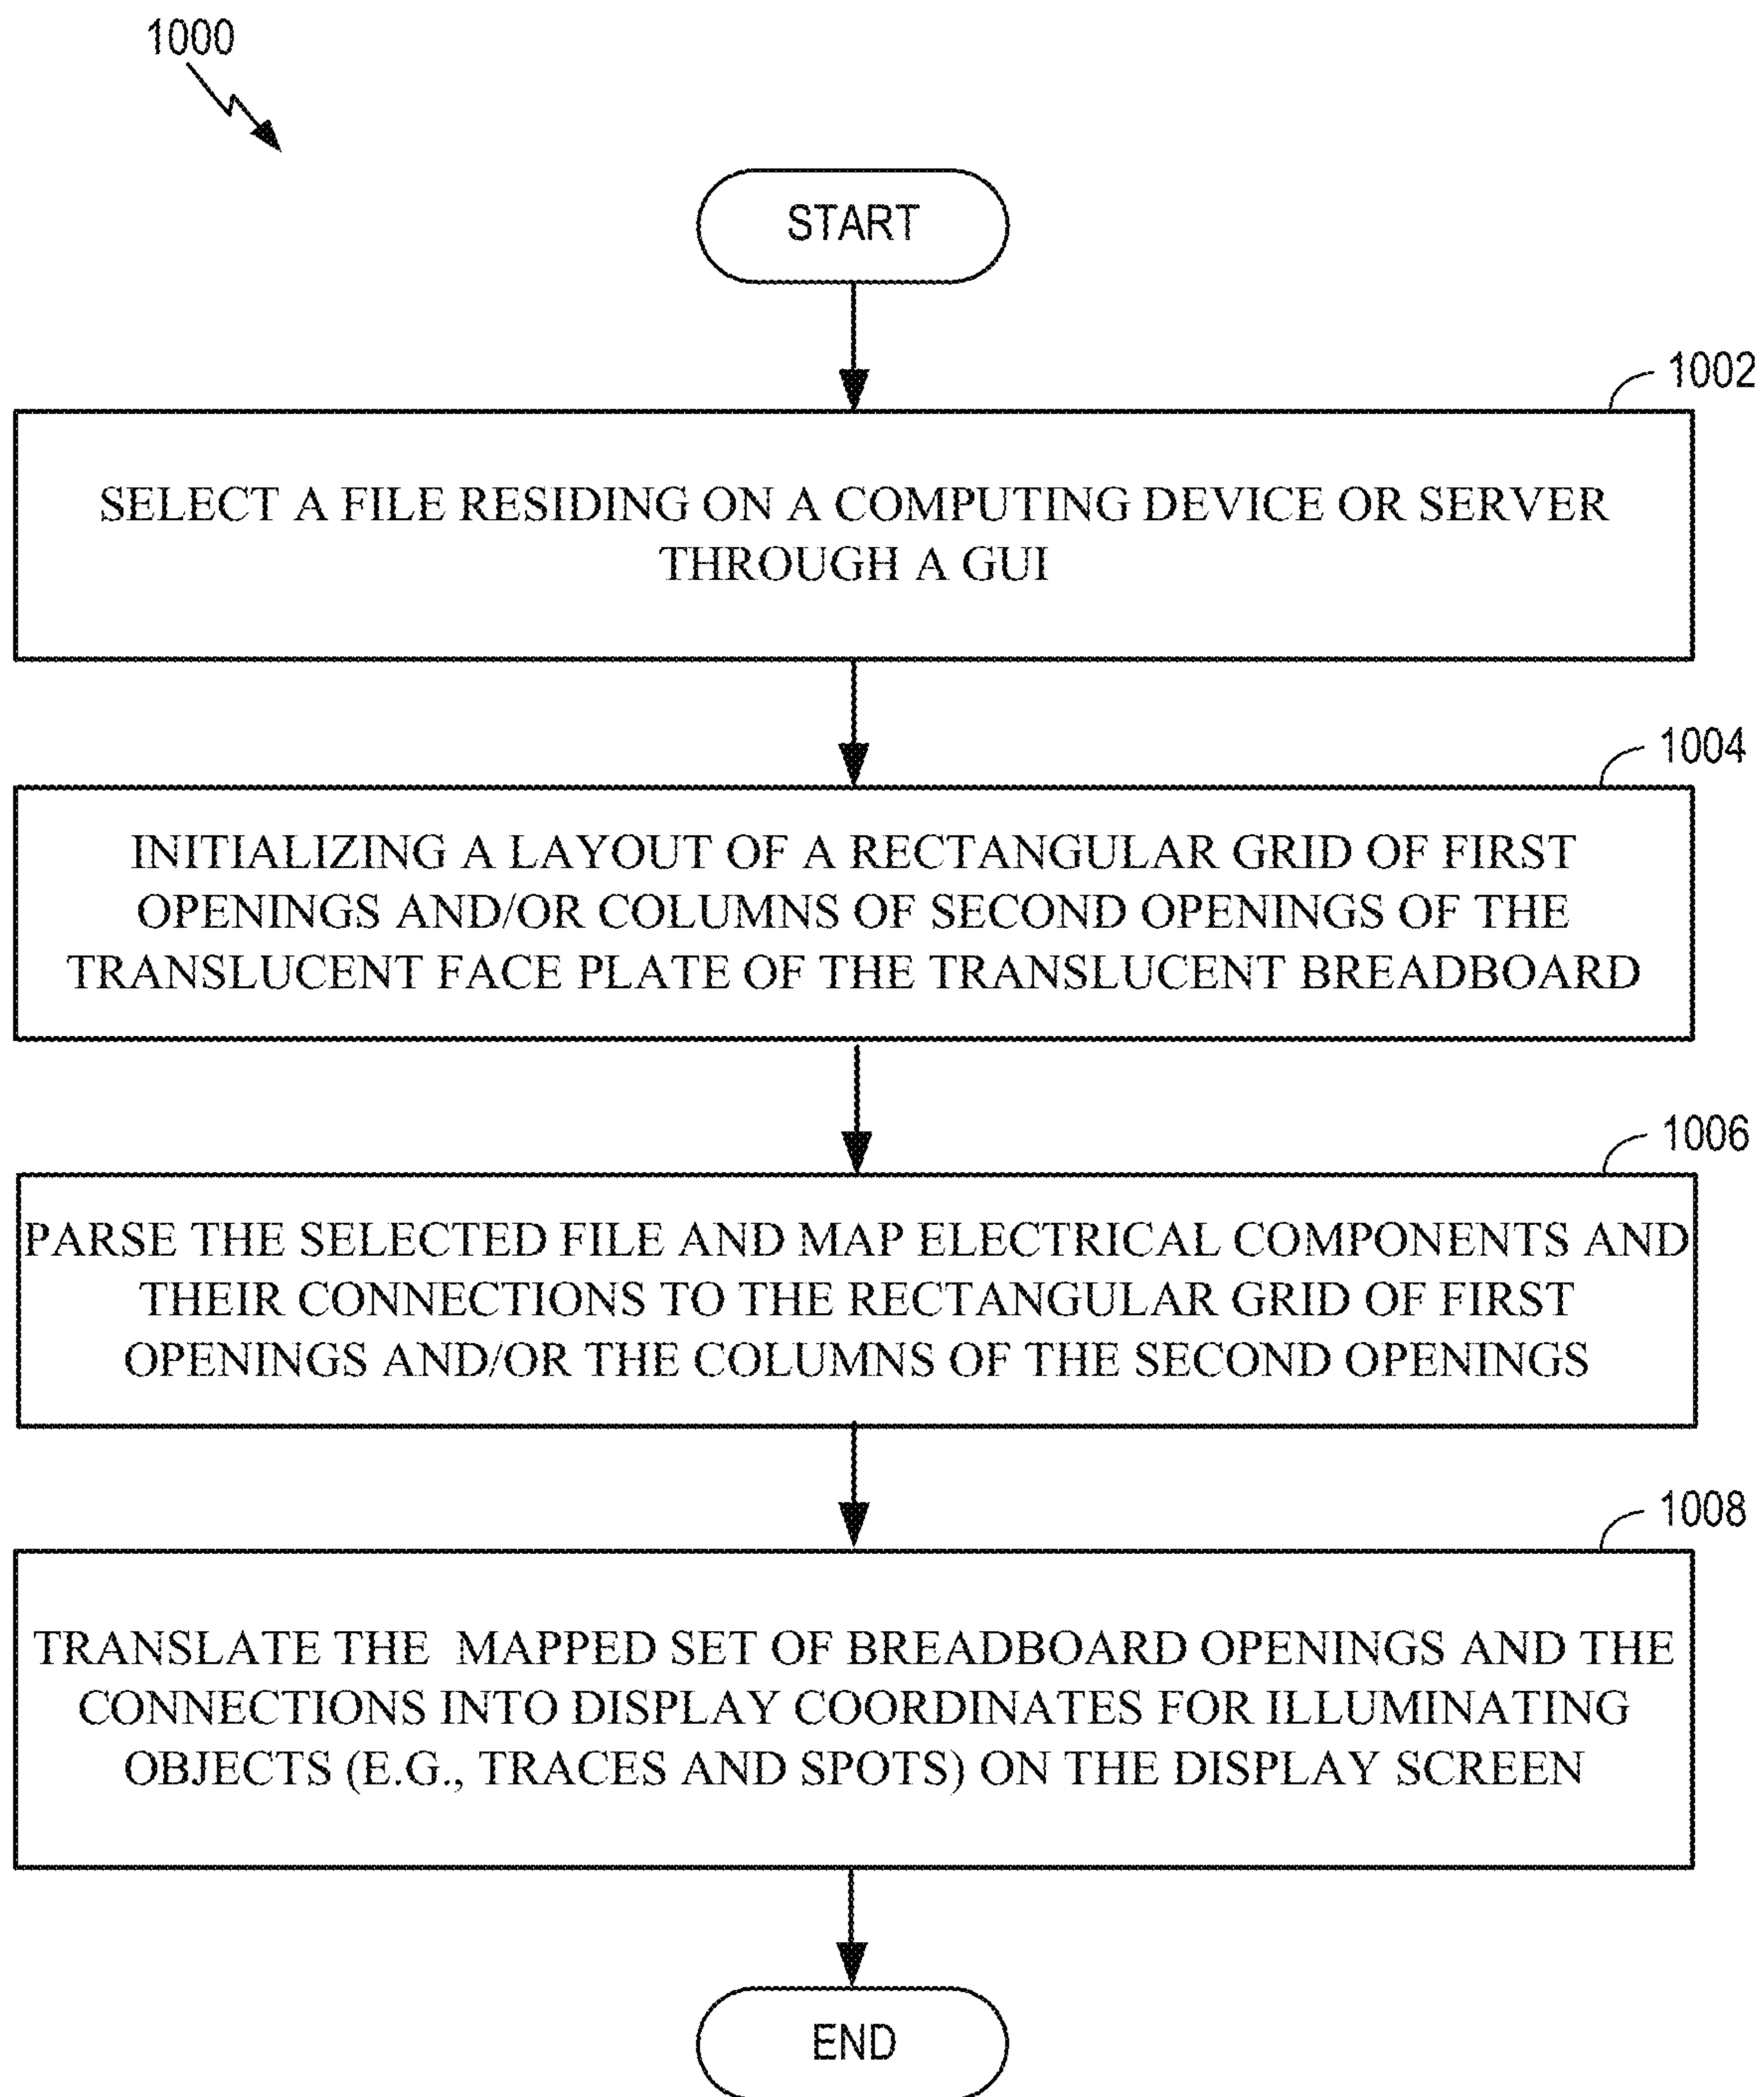 1000
START
1002
SELECT A FILE RESIDING ON A COMPUTING DEVICE OR SERVER
THROUGH A GUI
1004
INITIALIZING A LAYOUT OF A RECTANGULAR GRID OF FIRST
OPENINGS AND/OR COLUMNS OF SECOND OPENINGS OF THE
TRANSLUCENT FACE PLATE OF THE TRANSLUCENT BREADBOARD
1006
PARSE THE SELECTED FILE AND MAP ELECTRICAL COMPONENTS AND
THEIR CONNECTIONS TO THE RECTANGULAR GRID OF FIRST
OPENINGS AND/OR THE COLUMNS OF THE SECOND OPENINGS
1008
TRANSLATE THE MAPPED SET OF BREADBOARD OPENINGS AND THE
CONNECTIONS INTO DISPLAY COORDINATES FOR ILLUMINATING
OBJECTS (E.G., TRACES AND SPOTS) ON THE DISPLAY SCREEN
END